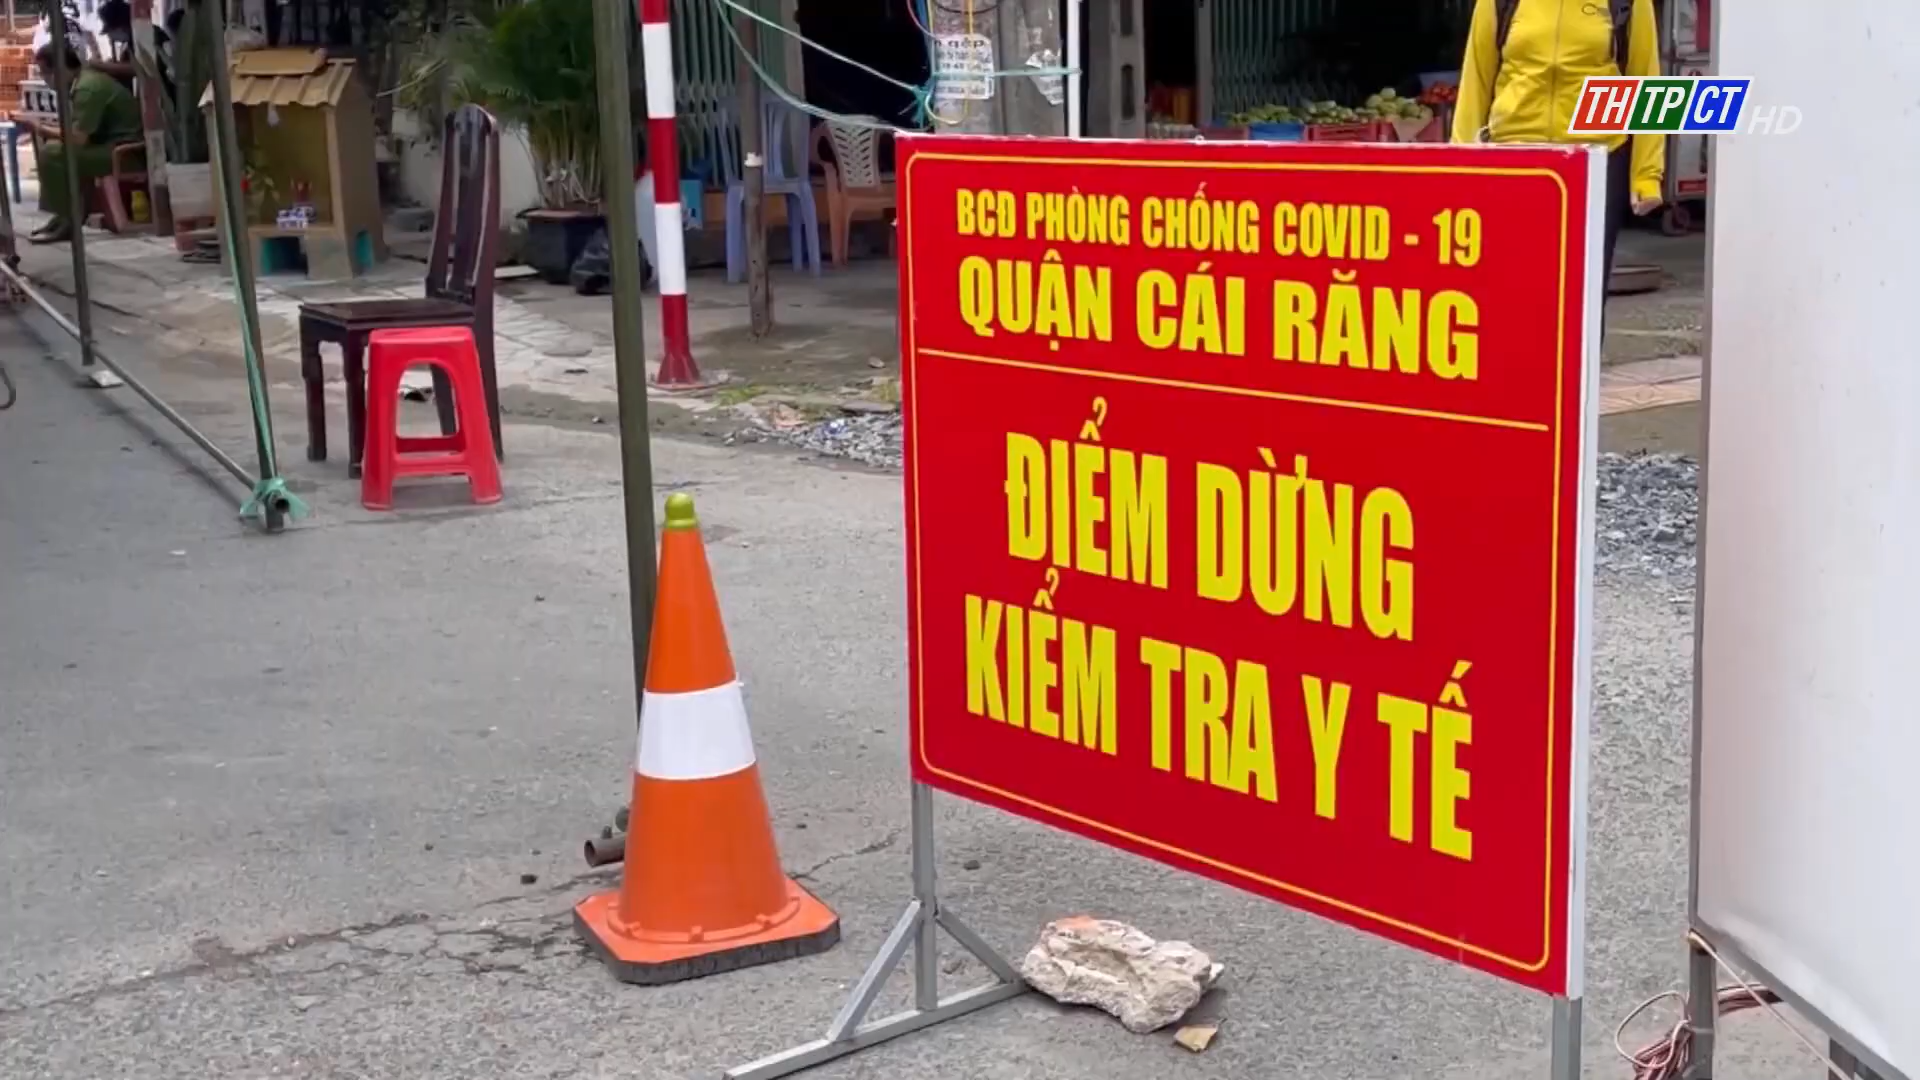 THTPCT HD
BCĐ PHÒNG CHỐNG COVID - 19
QUẬN CÁI RĂNG
ĐIỂM DỪNG
KIỂM TRA Y TẾ